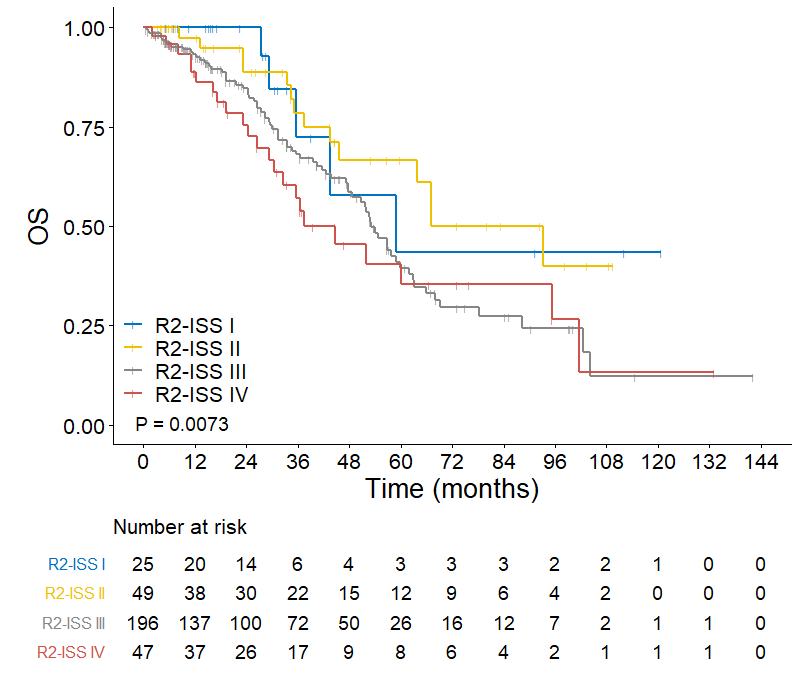 OS
1.00
0.75
0.50
0.25
0.00
R2-ISS I
R2-ISS II
R2-ISS III
R2-ISS IV
P = 0.0073
0 12 24 36 48 60 72 84 96 108 120 132 144
Time (months)
Number at risk
R2-ISS I 25 20 14 6 4 3 3 3 2 2 1 0 0
R2-ISS II 49 38 30 22 15 12 9 6 4 2 0 0 0
R2-ISS III 196 137 100 72 50 26 16 12 7 2 1 1 0
R2-ISS IV 47 37 26 17 9 8 6 4 2 1 1 1 0